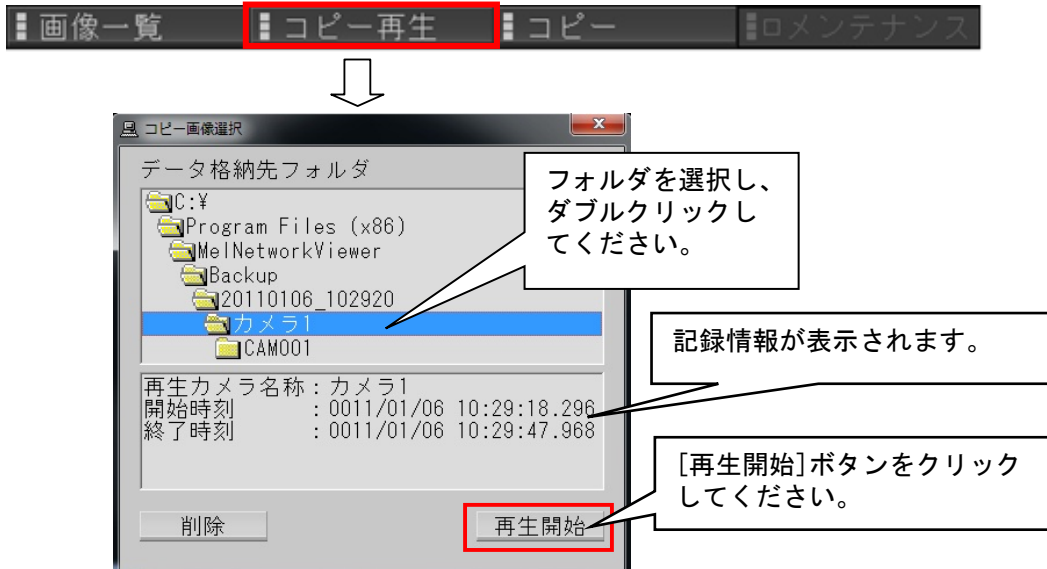 画像一覧
コピー再生
コピー
ロメンテナンス
コピー画像選択
データ格納先フォルダ
C:¥
Program Files (x86)
MelNetworkViewer
Backup
20110106_102920
カメラ1
CAM001
フォルダを選択し、
ダブルクリックし
てください。
記録情報が表示されます。
再生カメラ名称:カメラ1
開始時刻 :0011/01/06 10:29:18.296
終了時刻 :0011/01/06 10:29:47.968
[再生開始]ボタンをクリック
してください。
削除
再生開始